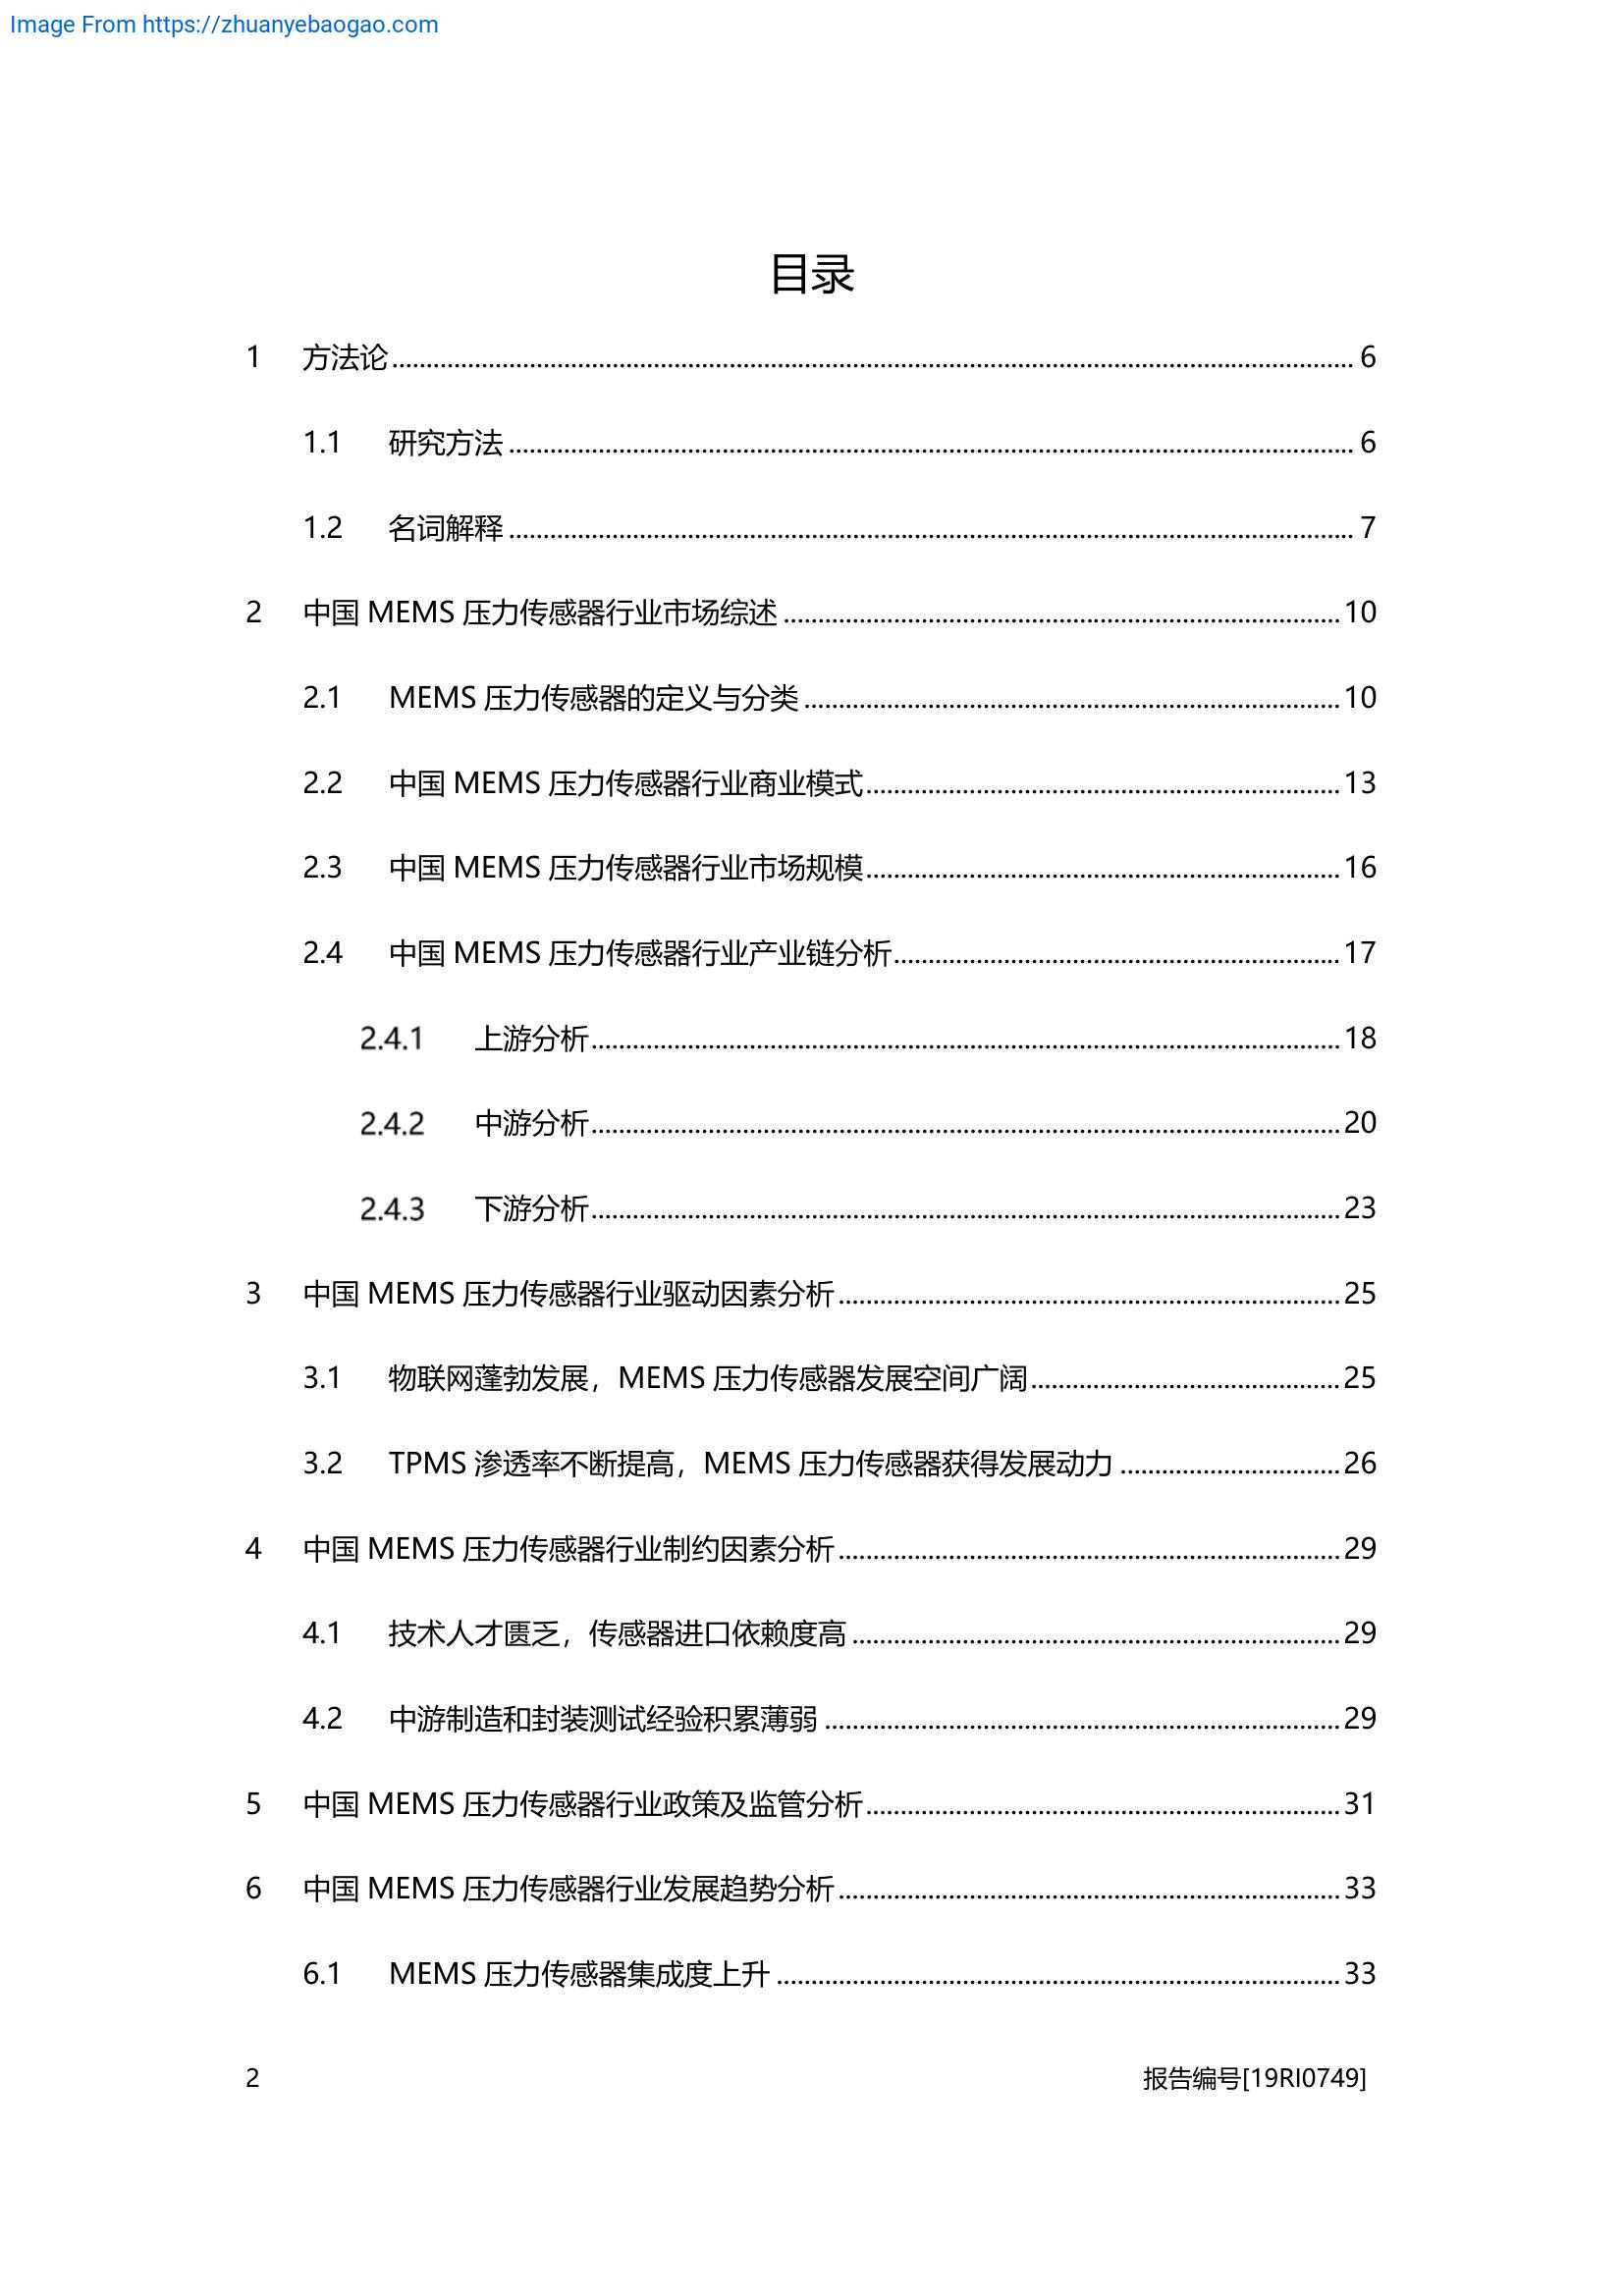 Image From https://zhuanyebaogao.com
目录
1 方法论 6
1.1 研究方法 6
1.2 名词解释 7
2 中国 MEMS 压力传感器行业市场综述 10
2.1 MEMS 压力传感器的定义与分类 10
2.2 中国 MEMS 压力传感器行业商业模式 13
2.3 中国 MEMS 压力传感器行业市场规模 16
2.4 中国 MEMS 压力传感器行业产业链分析 17
2.4.1 上游分析 18
2.4.2 中游分析 20
2.4.3 下游分析 23
3 中国 MEMS 压力传感器行业驱动因素分析 25
3.1 物联网蓬勃发展，MEMS 压力传感器发展空间广阔 25
3.2 TPMS 渗透率不断提高，MEMS 压力传感器获得发展动力 26
4 中国 MEMS 压力传感器行业制约因素分析 29
4.1 技术人才匮乏，传感器进口依赖度高 29
4.2 中游制造和封装测试经验积累薄弱 29
5 中国 MEMS 压力传感器行业政策及监管分析 31
6 中国 MEMS 压力传感器行业发展趋势分析 33
6.1 MEMS 压力传感器集成度上升 33
2 报告编号[19RI0749]